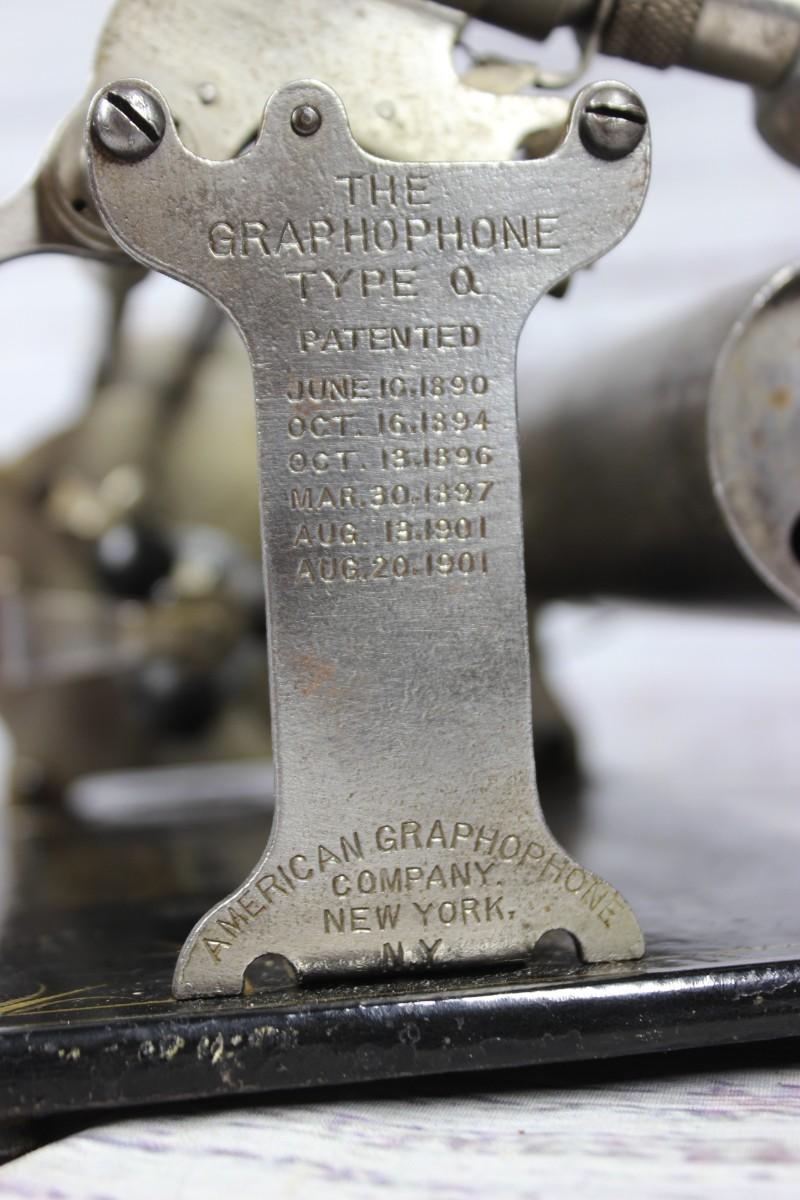 THE
GRAPHOPHONE
TYPE Q
PATENTED
JUNE 10.1890
OCT. 16.1894
OCT. 13.1896
MAR.30.1897
AUG. 13.1901
AUG.20.1901
AMERICAN GRAPHOPHONE
COMPANY.
NEW YORK.
N.Y.